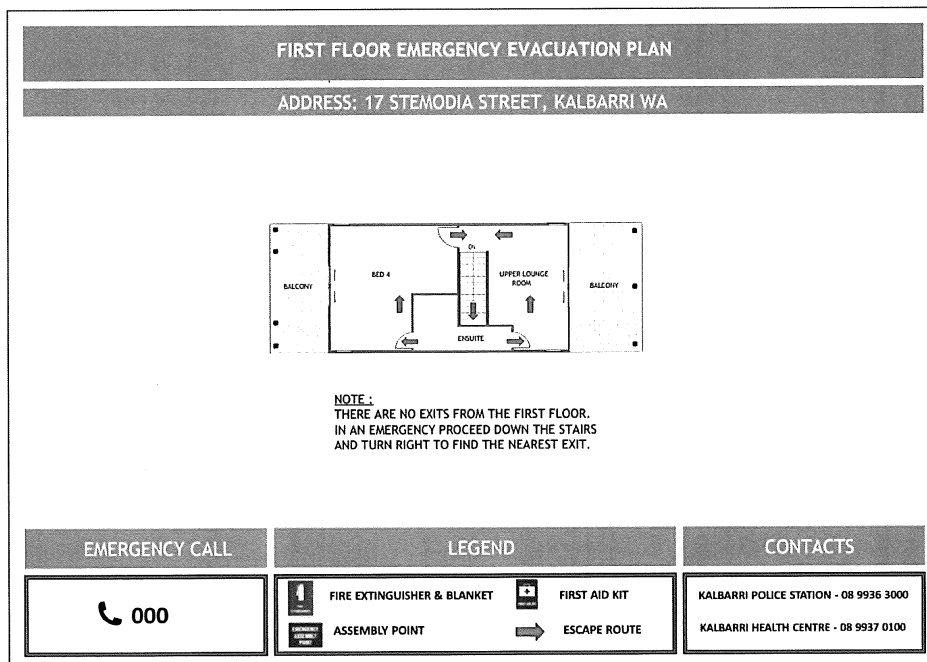 FIRST FLOOR EMERGENCY EVACUATION PLAN
ADDRESS: 17 STEMODIA STREET, KALBARRI WA
DN
BED 4
UPPER LOUNGE
ROOM
BALCONY
BALCONY
ENSUITE
NOTE :
THERE ARE NO EXITS FROM THE FIRST FLOOR.
IN AN EMERGENCY PROCEED DOWN THE STAIRS
AND TURN RIGHT TO FIND THE NEAREST EXIT.
EMERGENCY CALL
000
LEGEND
FIRE EXTINGUISHER & BLANKET
FIRST AID KIT
EMERGENCY
ASSEMBLY
POINT
ASSEMBLY POINT
ESCAPE ROUTE
CONTACTS
KALBARRI POLICE STATION - 08 9936 3000
KALBARRI HEALTH CENTRE - 08 9937 0100